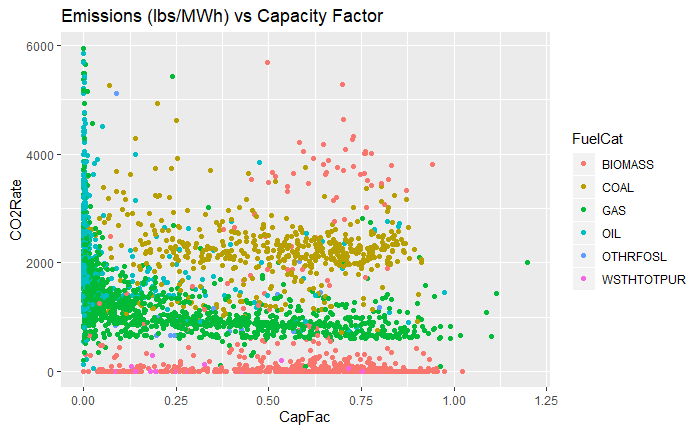 Emissions (lbs/MWh) vs Capacity Factor
6000
4000
2000
0
CO2Rate
0.00
0.25
0.50
0.75
1.00
1.25
CapFac
FuelCat
BIOMASS
COAL
GAS
OIL
OTHRFOSL
WSTHTOTPUR